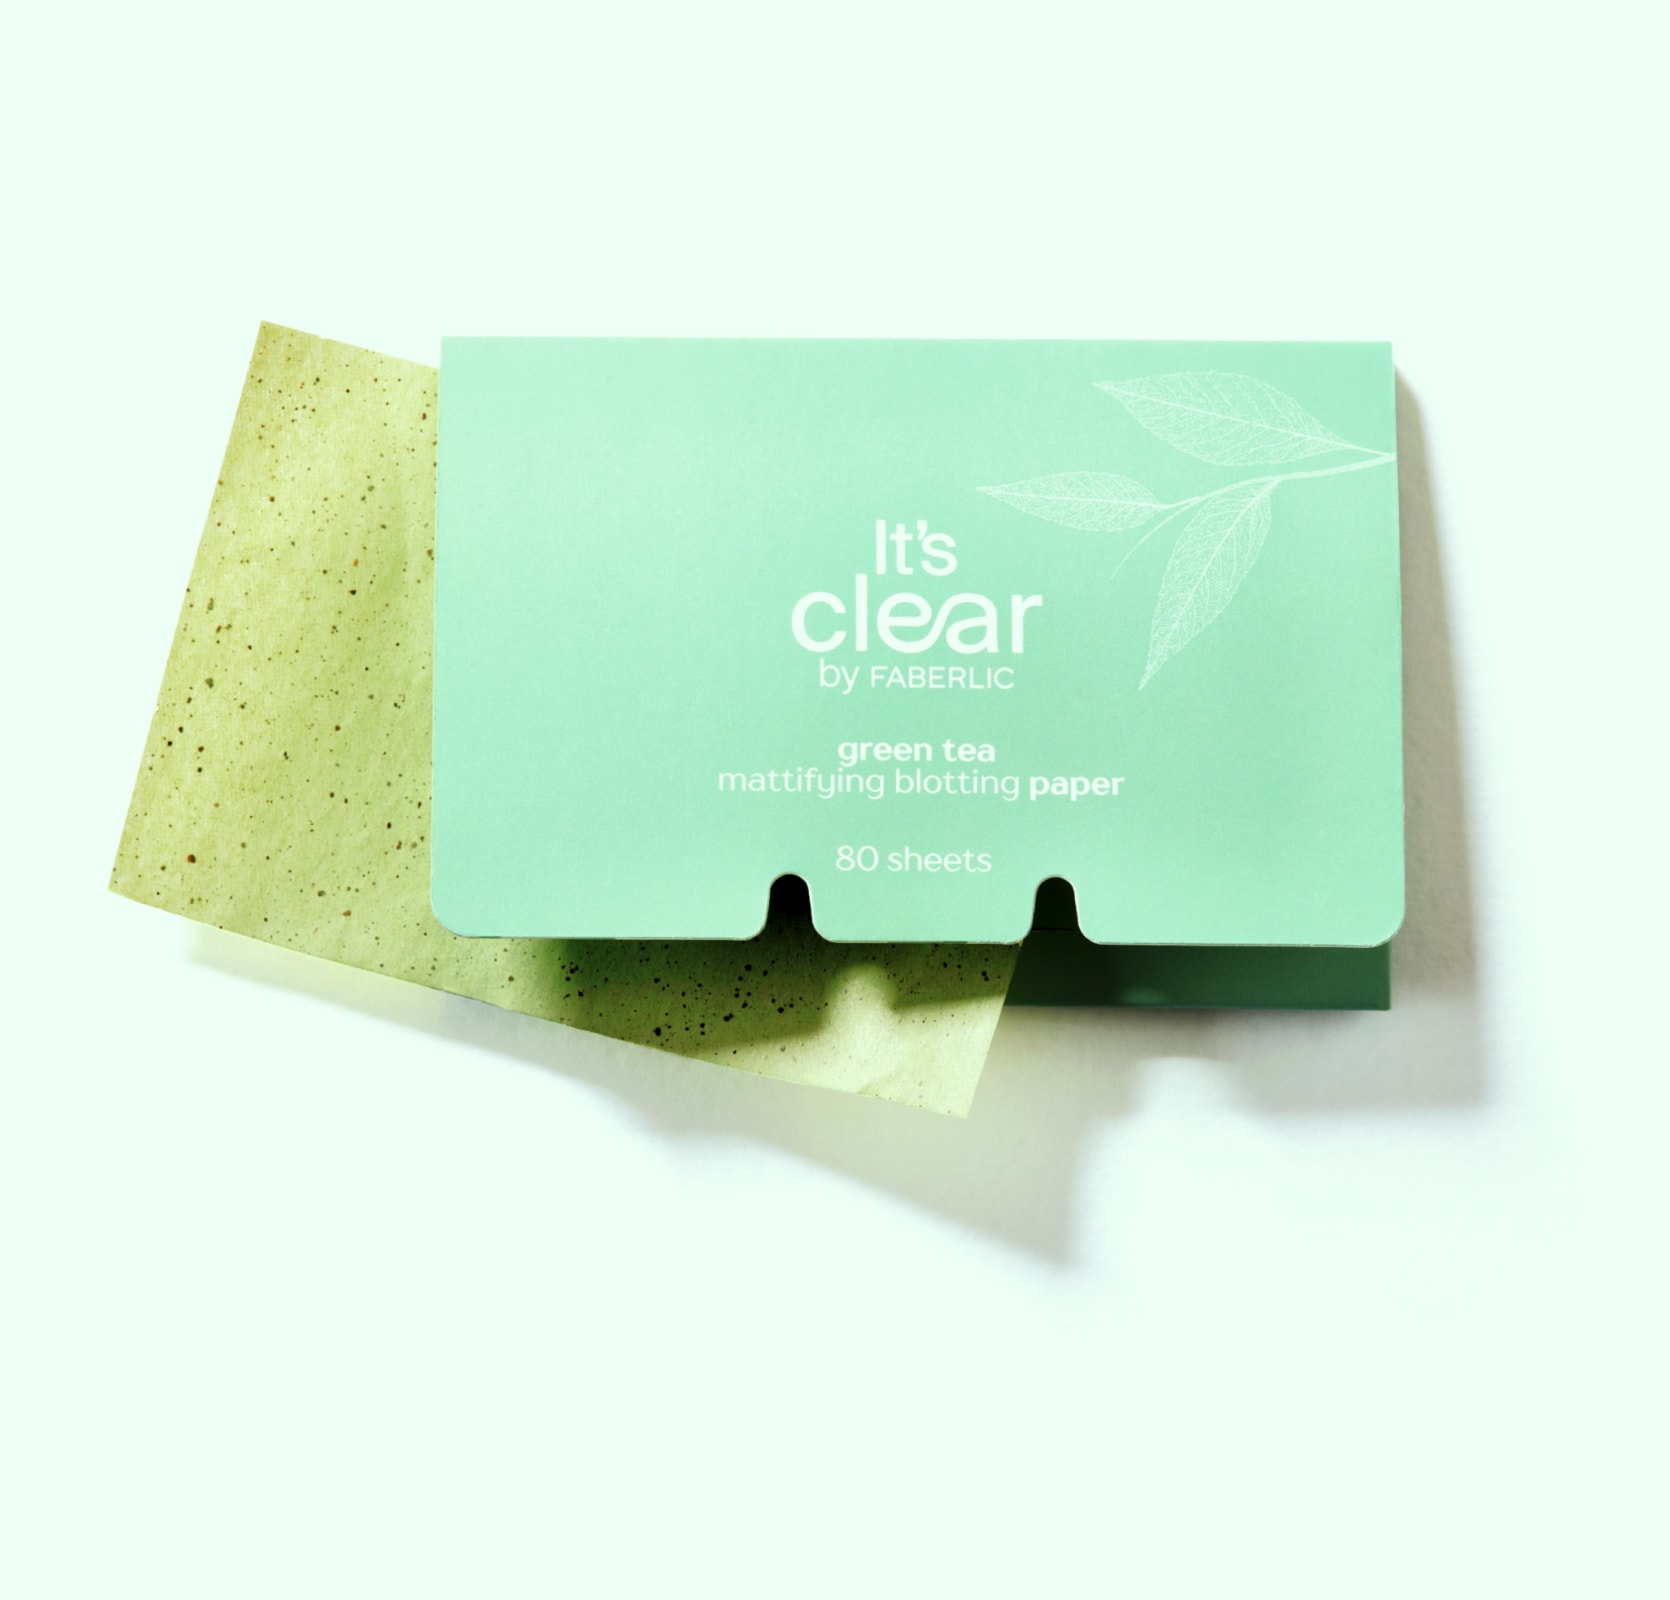 It's
clear
by FABERLIC
green tea
mattifying blotting paper
80 sheets